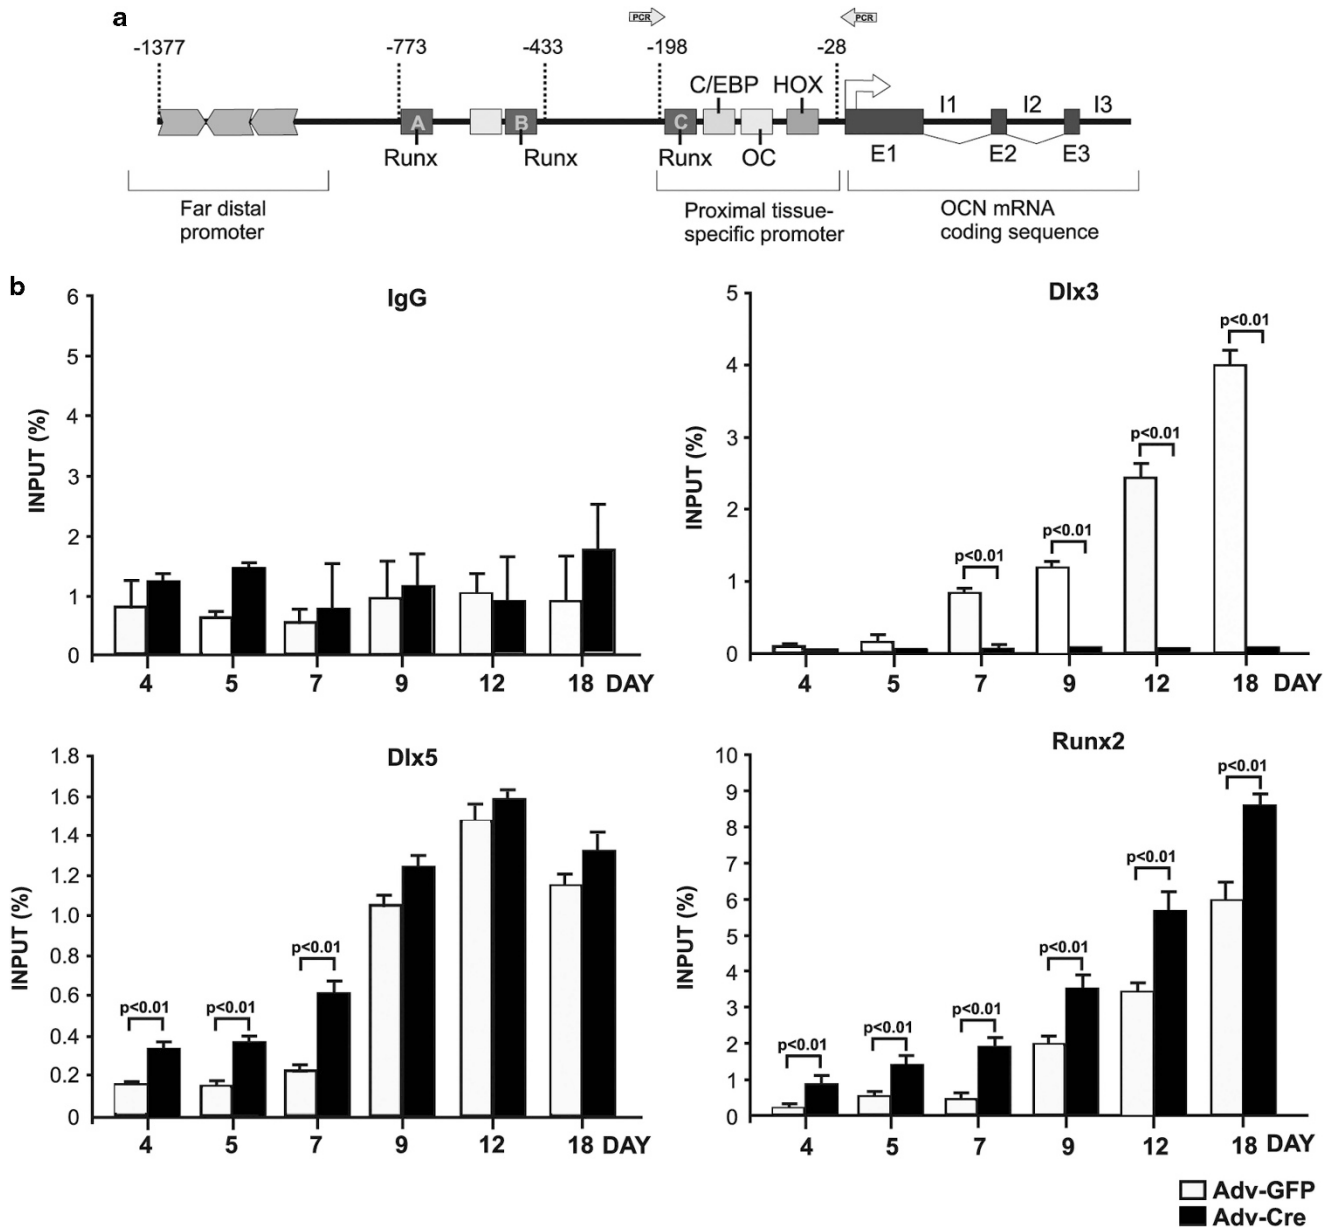 a
PCR PCR
-1377 -773 -433 -198 -28
C/EBP HOX I1 I2 I3
A B C
Runx Runx Runx OC E1 E2 E3
Far distal
promoter
Proximal tissue-
specific promoter
OCN mRNA
coding sequence
b
IgG
INPUT (%)
6
5
4
3
2
1
0
4 5 7 9 12 18 DAY
Dlx3
INPUT (%)
5
4
3
2
1
0
p<0.01
p<0.01
p<0.01
p<0.01
4 5 7 9 12 18 DAY
Dlx5
INPUT (%)
1.8
1.6
1.4
1.2
1.0
0.8
0.6
0.4
0.2
0
p<0.01
p<0.01
p<0.01
4 5 7 9 12 18 DAY
Runx2
INPUT (%)
10
9
8
7
6
5
4
3
2
1
0
p<0.01
p<0.01
p<0.01
p<0.01
p<0.01
p<0.01
4 5 7 9 12 18 DAY
Adv-GFP
Adv-Cre